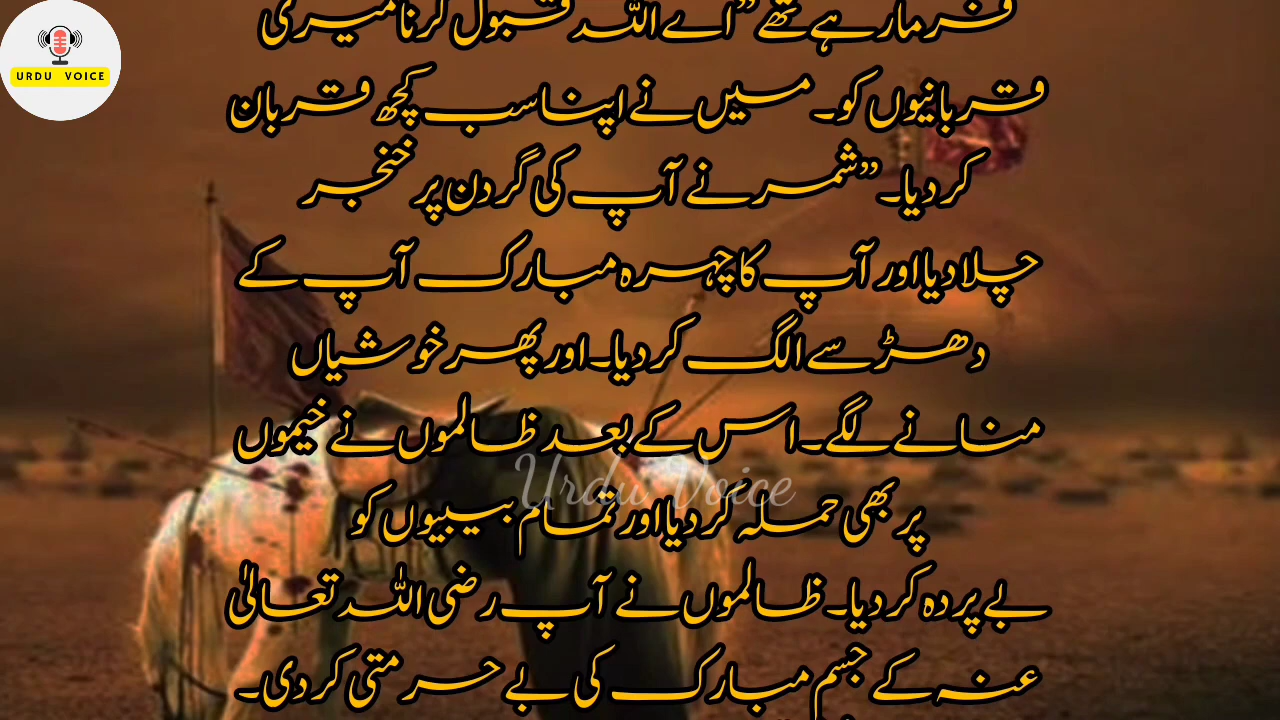 URDU VOICE
فرما رہے تھے ”اے اللہ قبول کرنا میری
قربانیوں کو۔ میں نے اپنا سب کچھ قربان
کر دیا۔” شمر نے آپ کی گردن پر خنجر
چلا دیا اور آپ کا چہرہ مبارک آپ کے
دھڑ سے الگ کر دیا۔ اور پھر خوشیاں
منانے لگے۔ اس کے بعد ظالموں نے خیموں
Urdu Voice
پر بھی حملہ کر دیا اور تمام بیبیوں کو
بے پردہ کر دیا۔ ظالموں نے آپ رضی اللہ تعالیٰ
عنہ کے جسم مبارک کی بے حرمتی کر دی۔